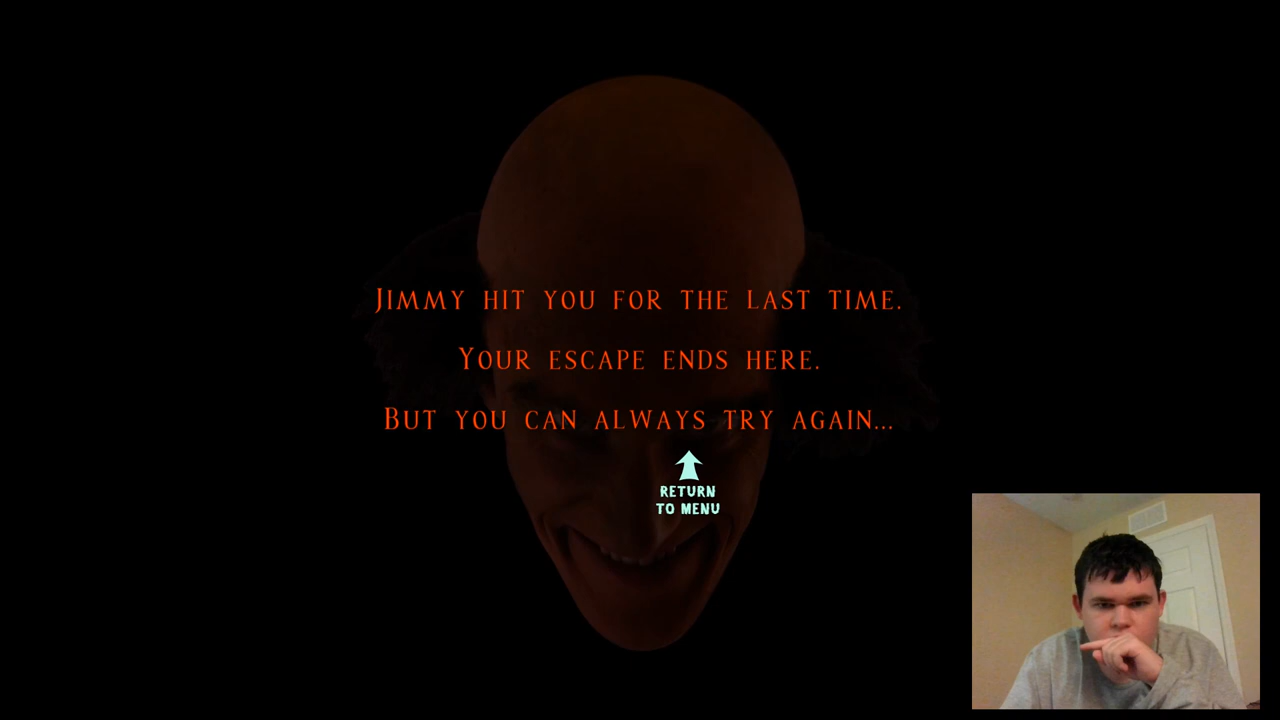 Jimmy hit you for the last time.
Your escape ends here.
But you can always try again...
RETURN
TO MENU